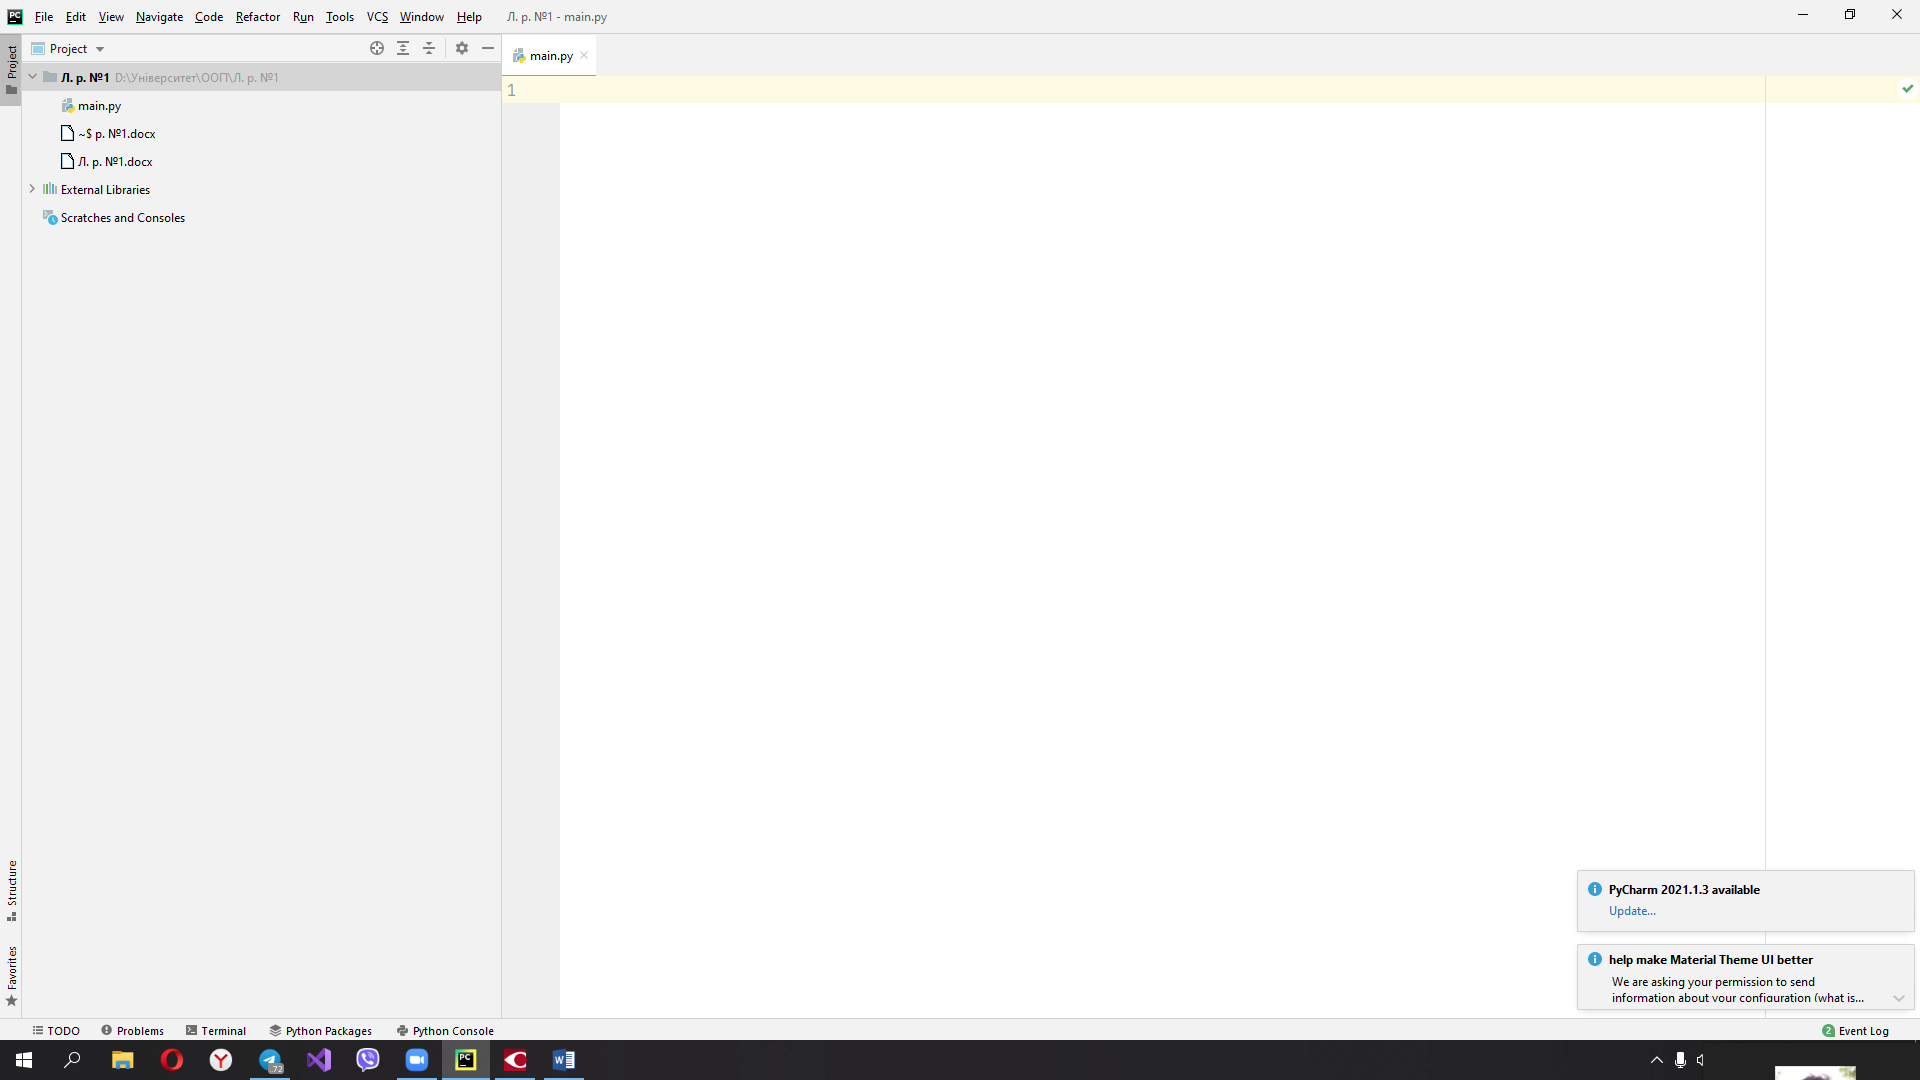 PC File Edit View Navigate Code Refactor Run Tools VCS Window Help Л. р. №1 - main.py
Project
Project
main.py
Л. р. №1 D:\Університет\ООП\Л. р. №1
1
main.py
~$ р. №1.docx
Л. р. №1.docx
External Libraries
Scratches and Consoles
Structure
Favorites
PyCharm 2021.1.3 available
Update...
help make Material Theme UI better
We are asking your permission to send
information about your configuration (what is...
TODO Problems Terminal Python Packages Python Console 2 Event Log
72 PC